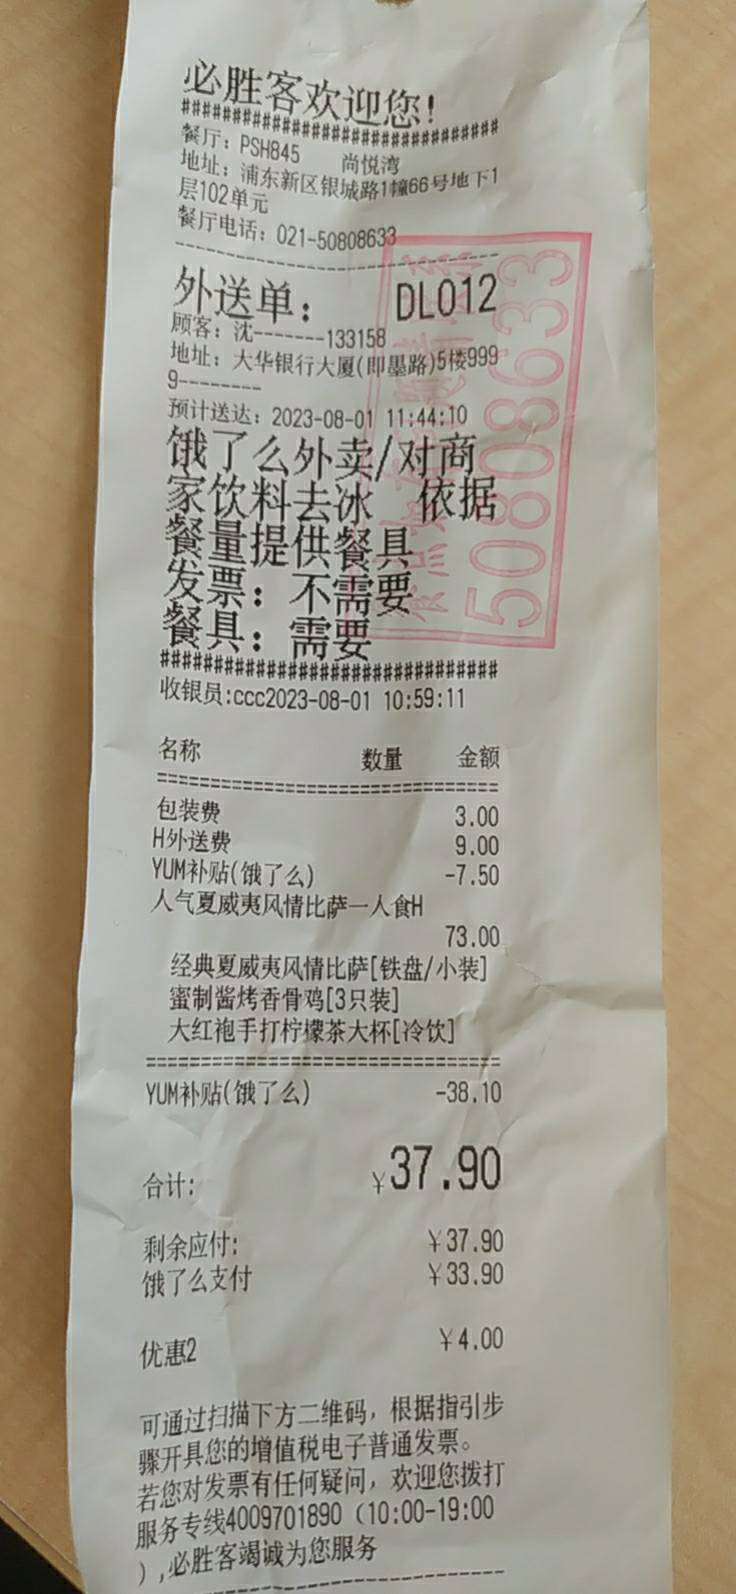 必胜客欢迎您!
#################################
餐厅: PSH845 尚悦湾
地址: 浦东新区银城路1幢66号地下1
层102单元
餐厅电话: 021-50808633
外送单: DL012
顾客: 沈-------133158
地址: 大华银行大厦(即墨路)5楼999
9--------
预计送达: 2023-08-01 11:44:10
饿了么外卖/对商
家饮料去冰 依据
餐量提供餐具
发票: 不需要
餐具: 需要
#################################
收银员:ccc2023-08-01 10:59:11
名称 数量 金额
=================================
包装费 3.00
H外送费 9.00
YUM补贴(饿了么) -7.50
人气夏威夷风情比萨一人食H
73.00
经典夏威夷风情比萨[铁盘/小装]
蜜制酱烤香骨鸡[3只装]
大红袍手打柠檬茶大杯[冷饮]
=================================
YUM补贴(饿了么) -38.10
合计: ¥37.90
剩余应付: ¥37.90
饿了么支付 ¥33.90
优惠2 ¥4.00
可通过扫描下方二维码，根据指引步
骤开具您的增值税电子普通发票。
若您对发票有任何疑问，欢迎您拨打
服务专线4009701890（10:00-19:00
）,必胜客竭诚为您服务
50808633